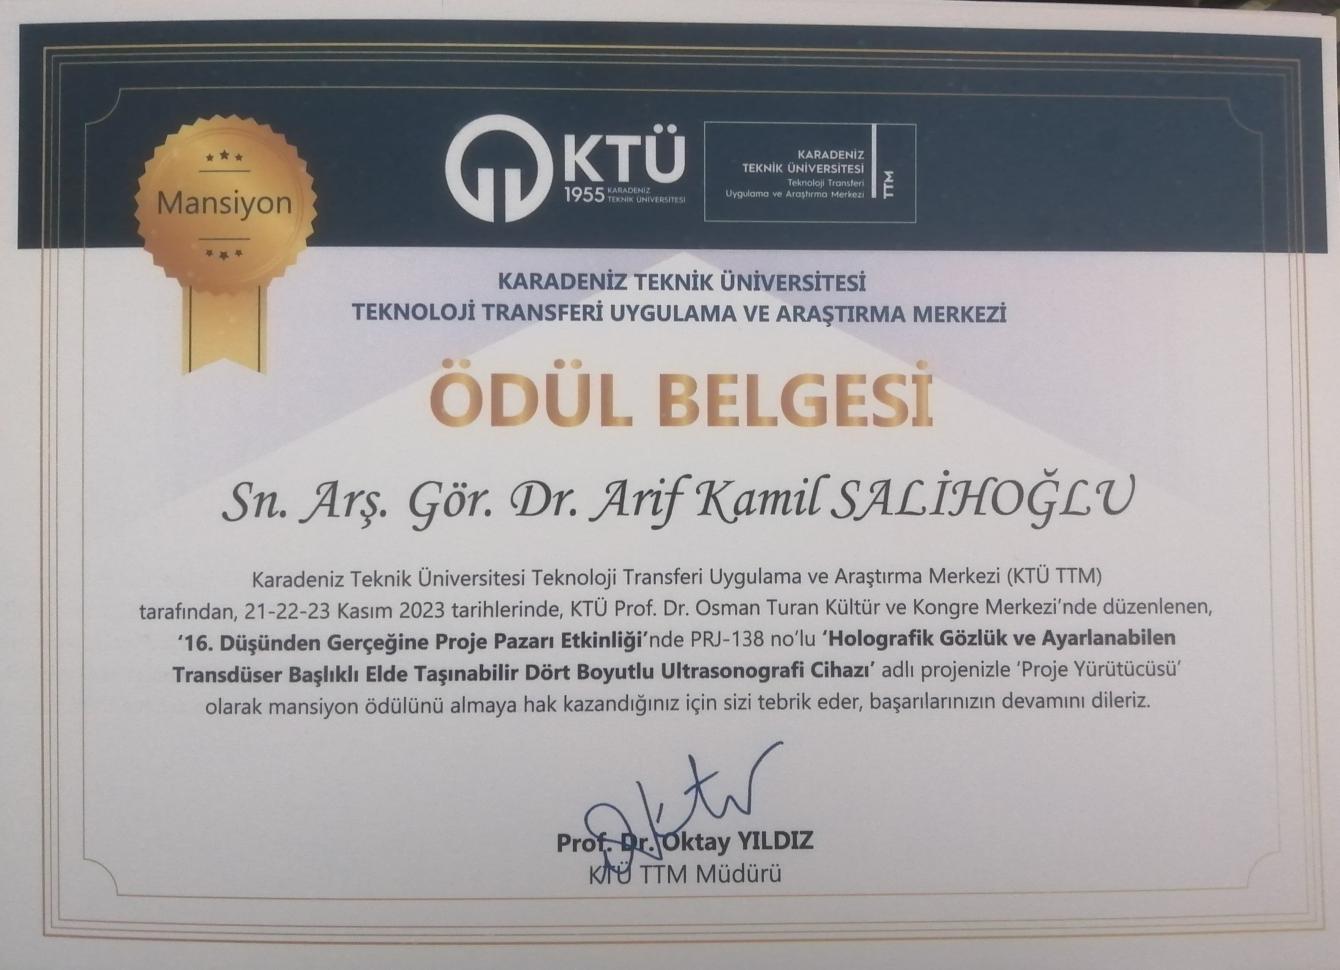 Mansiyon
KTÜ
1955 KARADENİZ
TEKNİK ÜNİVERSİTESİ
KARADENİZ
TEKNİK ÜNİVERSİTESİ
Teknoloji Transferi
Uygulama ve Araştırma Merkezi
TTM
KARADENİZ TEKNİK ÜNİVERSİTESİ
TEKNOLOJİ TRANSFERİ UYGULAMA VE ARAŞTIRMA MERKEZİ
ÖDÜL BELGESİ
Sn. Arş. Gör. Dr. Arif Kamil SALİHOĞLU
Karadeniz Teknik Üniversitesi Teknoloji Transferi Uygulama ve Araştırma Merkezi (KTÜ TTM)
tarafından, 21-22-23 Kasım 2023 tarihlerinde, KTÜ Prof. Dr. Osman Turan Kültür ve Kongre Merkezi’nde düzenlenen,
‘16. Düşünden Gerçeğine Proje Pazarı Etkinliği’nde PRJ-138 no’lu ‘Holografik Gözlük ve Ayarlanabilen
Transdüser Başlıklı Elde Taşınabilir Dört Boyutlu Ultrasonografi Cihazı’ adlı projenizle ‘Proje Yürütücüsü’
olarak mansiyon ödülünü almaya hak kazandığınız için sizi tebrik eder, başarılarınızın devamını dileriz.
Prof. Dr. Oktay YILDIZ
KTÜ TTM Müdürü